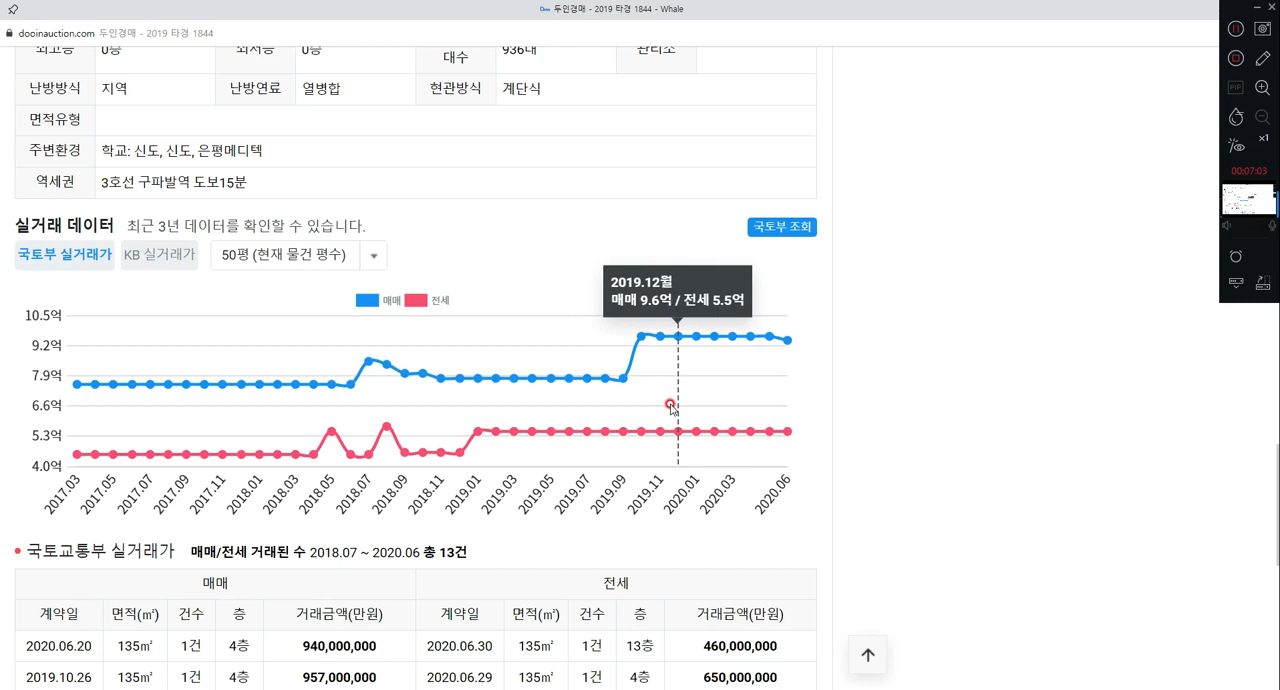 두인경매 - 2019 타경 1844 - Whale
dooinauction.com 두인경매 - 2019 타경 1844
최고층 0층 최저층 0층 대수 936대 관리소
난방방식 지역 난방연료 열병합 현관방식 계단식
면적유형
주변환경 학교: 신도, 신도, 은평메디텍
역세권 3호선 구파발역 도보15분
실거래 데이터 최근 3년 데이터를 확인할 수 있습니다. 국토부 조회
국토부 실거래가 KB 실거래가 50평 (현재 물건 평수)
매매 전세
2019.12월
매매 9.6억 / 전세 5.5억
10.5억
9.2억
7.9억
6.6억
5.3억
4.0억
2017.03 2017.05 2017.07 2017.09 2017.11 2018.01 2018.03 2018.05 2018.07 2018.09 2018.11 2019.01 2019.03 2019.05 2019.07 2019.09 2019.11 2020.01 2020.03 2020.06
국토교통부 실거래가 매매/전세 거래된 수 2018.07 ~ 2020.06 총 13건
매매 전세
계약일 면적(㎡) 건수 층 거래금액(만원) 계약일 면적(㎡) 건수 층 거래금액(만원)
2020.06.20 135㎡ 1건 4층 940,000,000 2020.06.30 135㎡ 1건 13층 460,000,000
2019.10.26 135㎡ 1건 4층 957,000,000 2020.06.29 135㎡ 1건 4층 650,000,000
PIP
x1
00:07:03